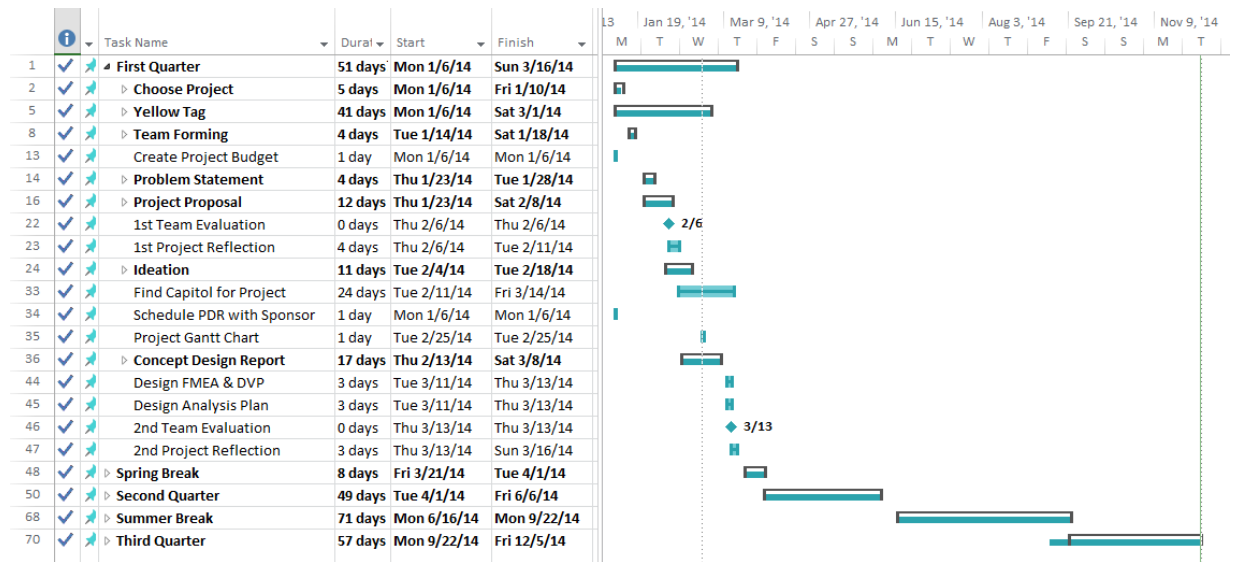 13 Jan 19, '14 Mar 9, '14 Apr 27, '14 Jun 15, '14 Aug 3, '14 Sep 21, '14 Nov 9, '14
Task Name Durat Start Finish M T W T F S S M T W T F S S M T
1 First Quarter 51 days Mon 1/6/14 Sun 3/16/14
2 Choose Project 5 days Mon 1/6/14 Fri 1/10/14
5 Yellow Tag 41 days Mon 1/6/14 Sat 3/1/14
8 Team Forming 4 days Tue 1/14/14 Sat 1/18/14
13 Create Project Budget 1 day Mon 1/6/14 Mon 1/6/14
14 Problem Statement 4 days Thu 1/23/14 Tue 1/28/14
16 Project Proposal 12 days Thu 1/23/14 Sat 2/8/14
22 1st Team Evaluation 0 days Thu 2/6/14 Thu 2/6/14 2/6
23 1st Project Reflection 4 days Thu 2/6/14 Tue 2/11/14
24 Ideation 11 days Tue 2/4/14 Tue 2/18/14
33 Find Capitol for Project 24 days Tue 2/11/14 Fri 3/14/14
34 Schedule PDR with Sponsor 1 day Mon 1/6/14 Mon 1/6/14
35 Project Gantt Chart 1 day Tue 2/25/14 Tue 2/25/14
36 Concept Design Report 17 days Thu 2/13/14 Sat 3/8/14
44 Design FMEA & DVP 3 days Tue 3/11/14 Thu 3/13/14
45 Design Analysis Plan 3 days Tue 3/11/14 Thu 3/13/14
46 2nd Team Evaluation 0 days Thu 3/13/14 Thu 3/13/14 3/13
47 2nd Project Reflection 3 days Thu 3/13/14 Sun 3/16/14
48 Spring Break 8 days Fri 3/21/14 Tue 4/1/14
50 Second Quarter 49 days Tue 4/1/14 Fri 6/6/14
68 Summer Break 71 days Mon 6/16/14 Mon 9/22/14
70 Third Quarter 57 days Mon 9/22/14 Fri 12/5/14